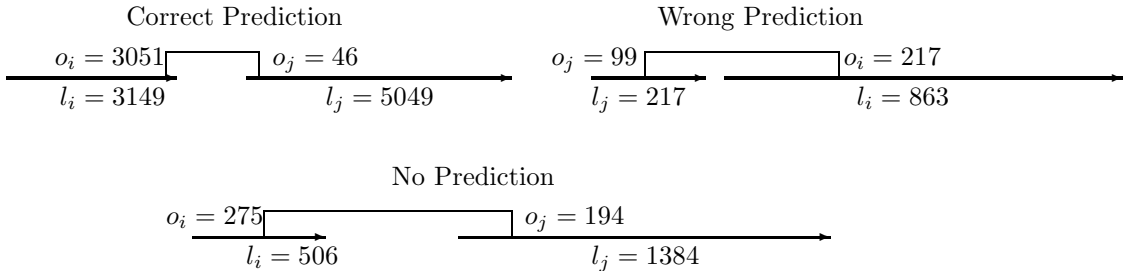 Correct Prediction
Wrong Prediction
o_i = 3051
o_j = 46
o_j = 99
o_i = 217
l_i = 3149
l_j = 5049
l_j = 217
l_i = 863
No Prediction
o_i = 275
o_j = 194
l_i = 506
l_j = 1384